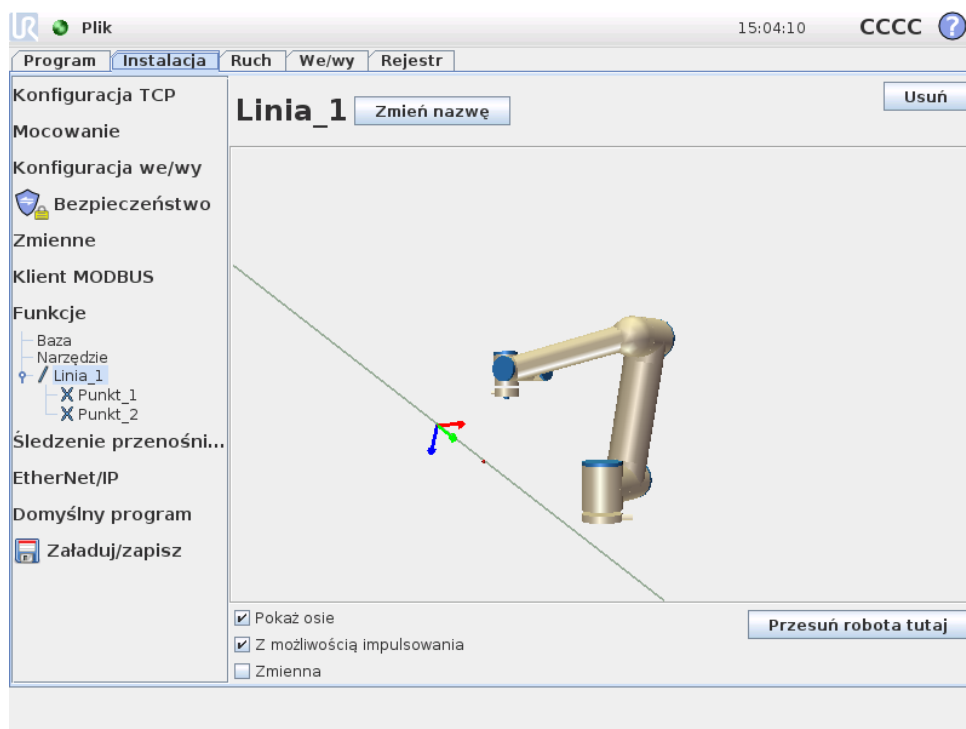 UR Plik 15:04:10 CCCC ?
Program Instalacja Ruch We/wy Rejestr
Konfiguracja TCP
Mocowanie
Konfiguracja we/wy
Bezpieczeństwo
Zmienne
Klient MODBUS
Funkcje
Baza
Narzędzie
Linia_1
Punkt_1
Punkt_2
Śledzenie przenośni...
EtherNet/IP
Domyślny program
Załaduj/zapisz
Linia_1 Zmień nazwę Usuń
Pokaż osie
Z możliwością impulsowania
Zmienna
Przesuń robota tutaj